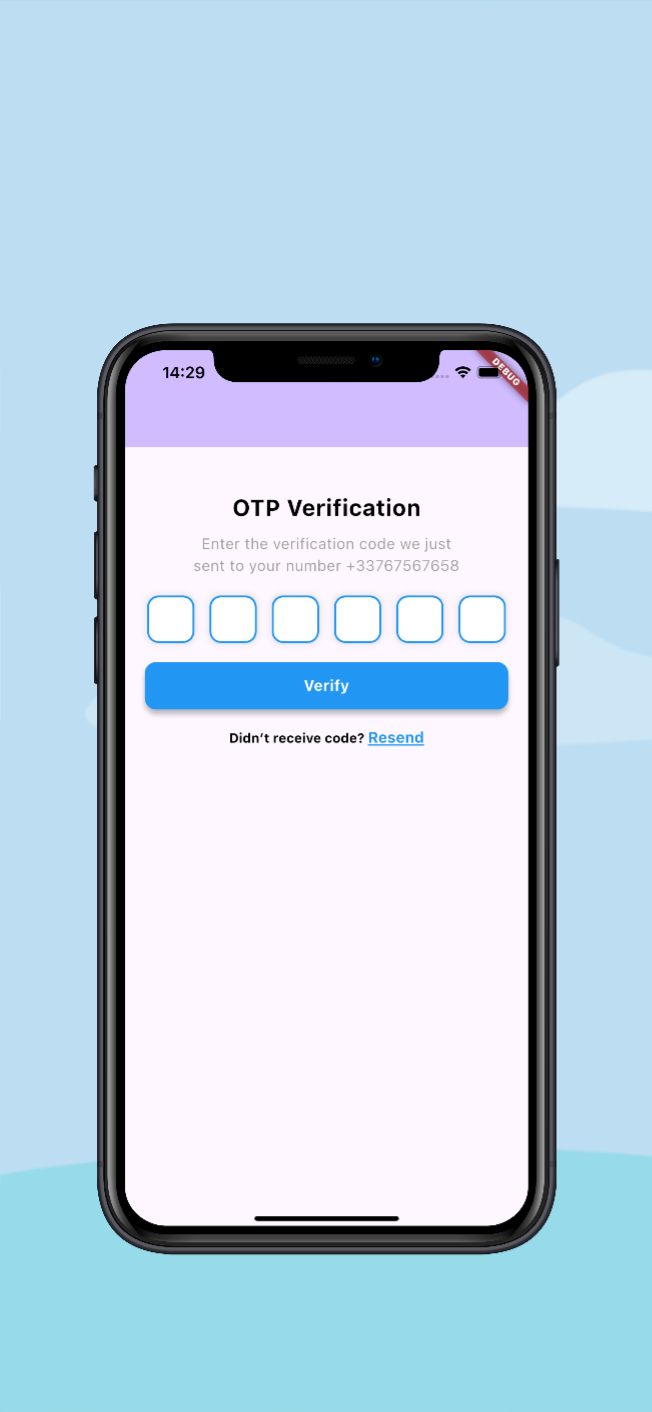 14:29
DEBUG
OTP Verification
Enter the verification code we just
sent to your number +33767567658
Verify
Didn’t receive code? Resend